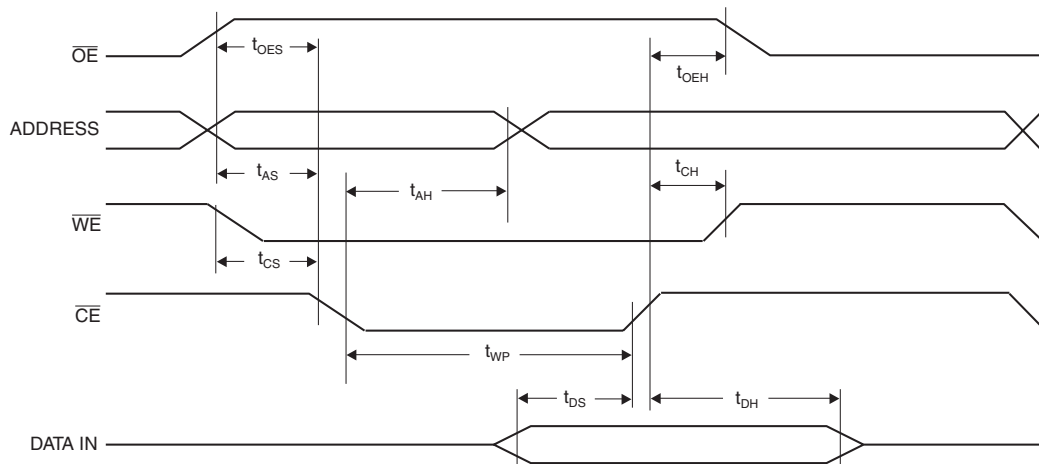 OE
tOES
tOEH
ADDRESS
tAS
tAH
tCH
WE
tCS
CE
tWP
tDS
tDH
DATA IN